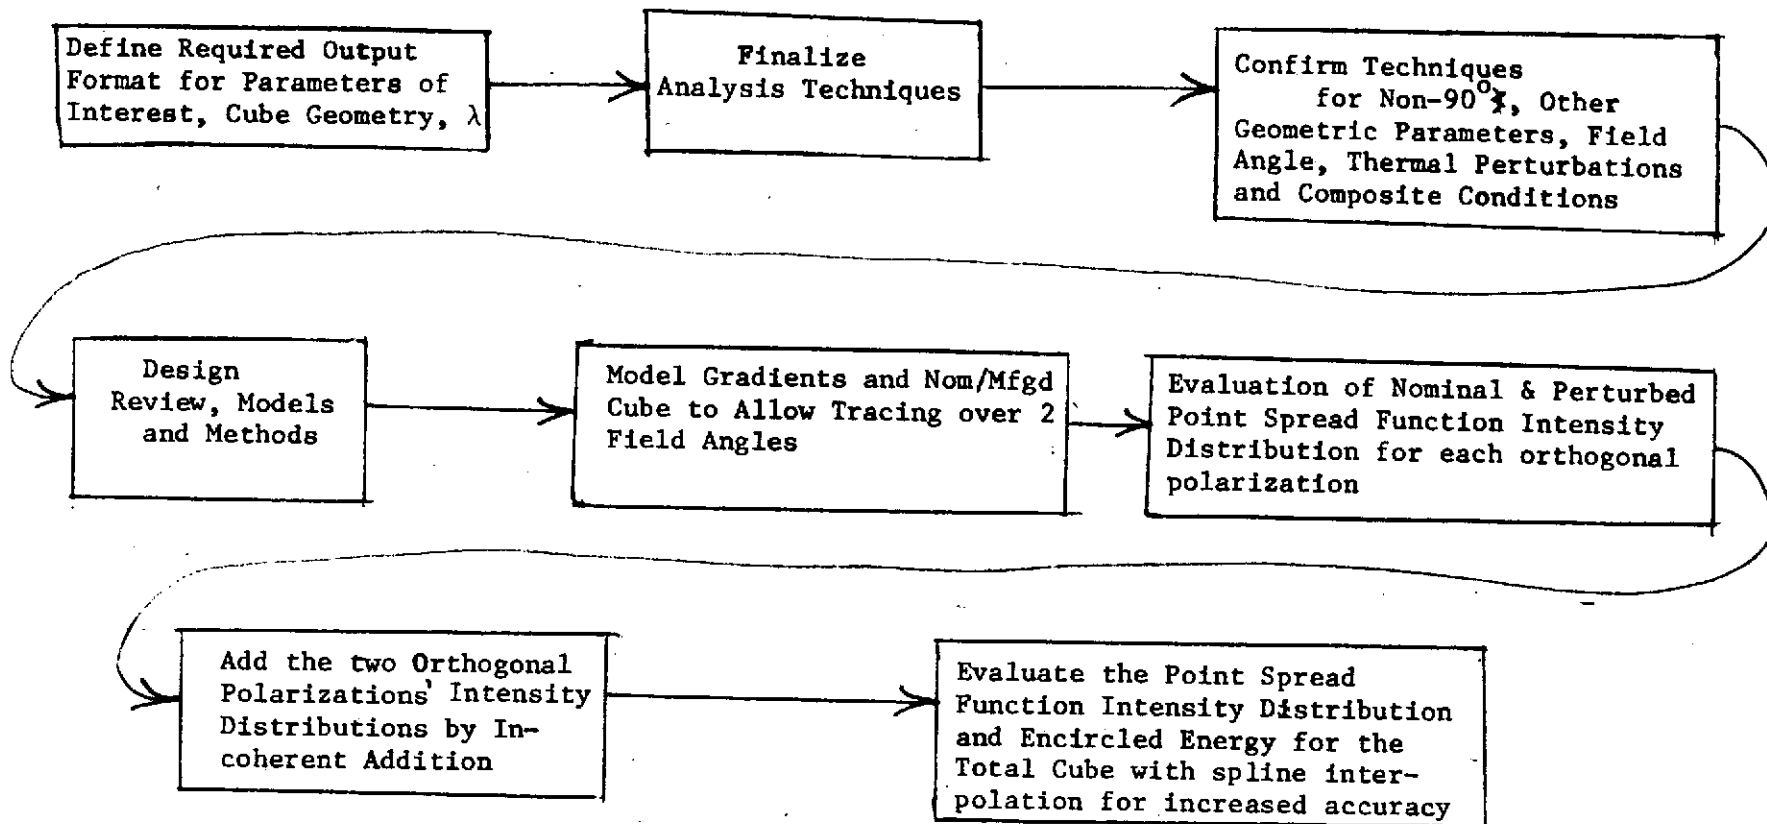 Define Required Output
Format for Parameters of
Interest, Cube Geometry, λ
Finalize
Analysis Techniques
Confirm Techniques
for Non-90°∡, Other
Geometric Parameters, Field
Angle, Thermal Perturbations
and Composite Conditions
Design
Review, Models
and Methods
Model Gradients and Nom/Mfgd
Cube to Allow Tracing over 2
Field Angles
Evaluation of Nominal & Perturbed
Point Spread Function Intensity
Distribution for each orthogonal
polarization
Add the two Orthogonal
Polarizations' Intensity
Distributions by In-
coherent Addition
Evaluate the Point Spread
Function Intensity Distribution
and Encircled Energy for the
Total Cube with spline inter-
polation for increased accuracy